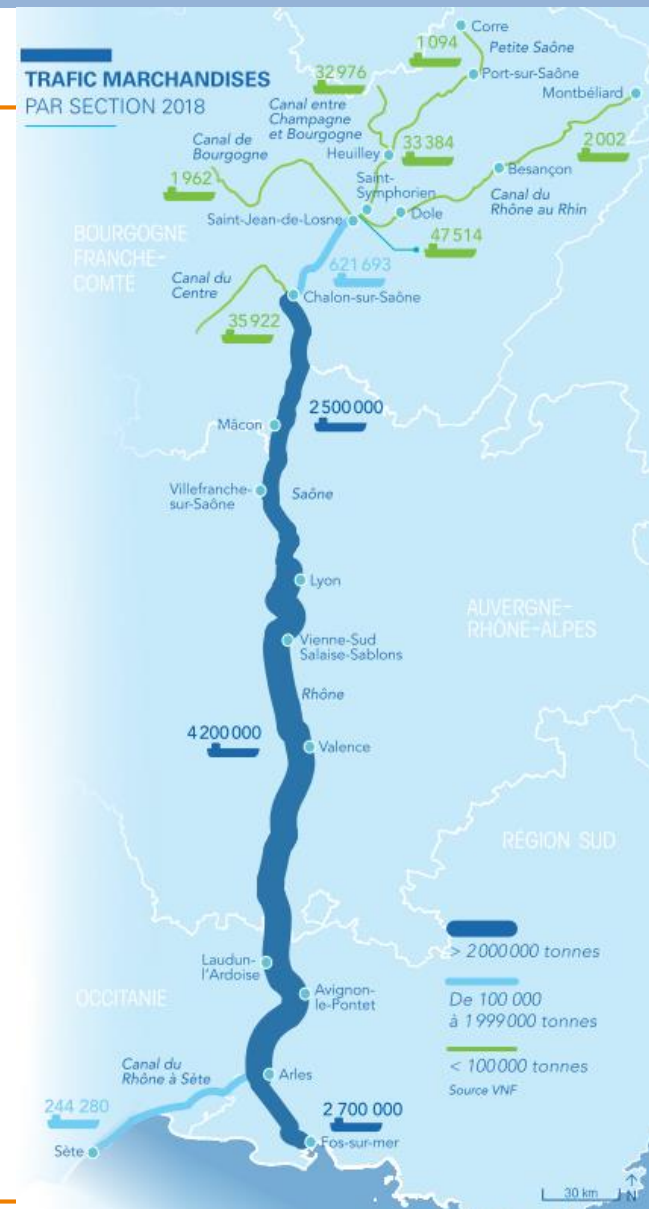 TRAFIC MARCHANDISES
PAR SECTION 2018
Corre
1 094
Petite Saône
32 976
Port-sur-Saône
Montbéliard
Canal entre
Champagne
et Bourgogne
Canal de
Bourgogne
Heuilley
33 384
2 002
1 962
Saint-
Symphorien
Besançon
Canal du
Rhône au Rhin
Saint-Jean-de-Losne
Dole
47 514
BOURGOGNE
FRANCHE-
COMTÉ
621 693
Canal du
Centre
Chalon-sur-Saône
35 922
2 500 000
Mâcon
Villefranche-
sur-Saône
Saône
Lyon
AUVERGNE-
RHÔNE-ALPES
Vienne-Sud
Salaise-Sablons
Rhône
4 200 000
Valence
RÉGION SUD
> 2 000 000 tonnes
Laudun-
l'Ardoise
Avignon-
le-Pontet
OCCITANIE
De 100 000
à 1 999 000 tonnes
Canal du
Rhône à Sète
Arles
< 100 000 tonnes
Source VNF
244 280
2 700 000
Fos-sur-mer
Sète
30 km
N